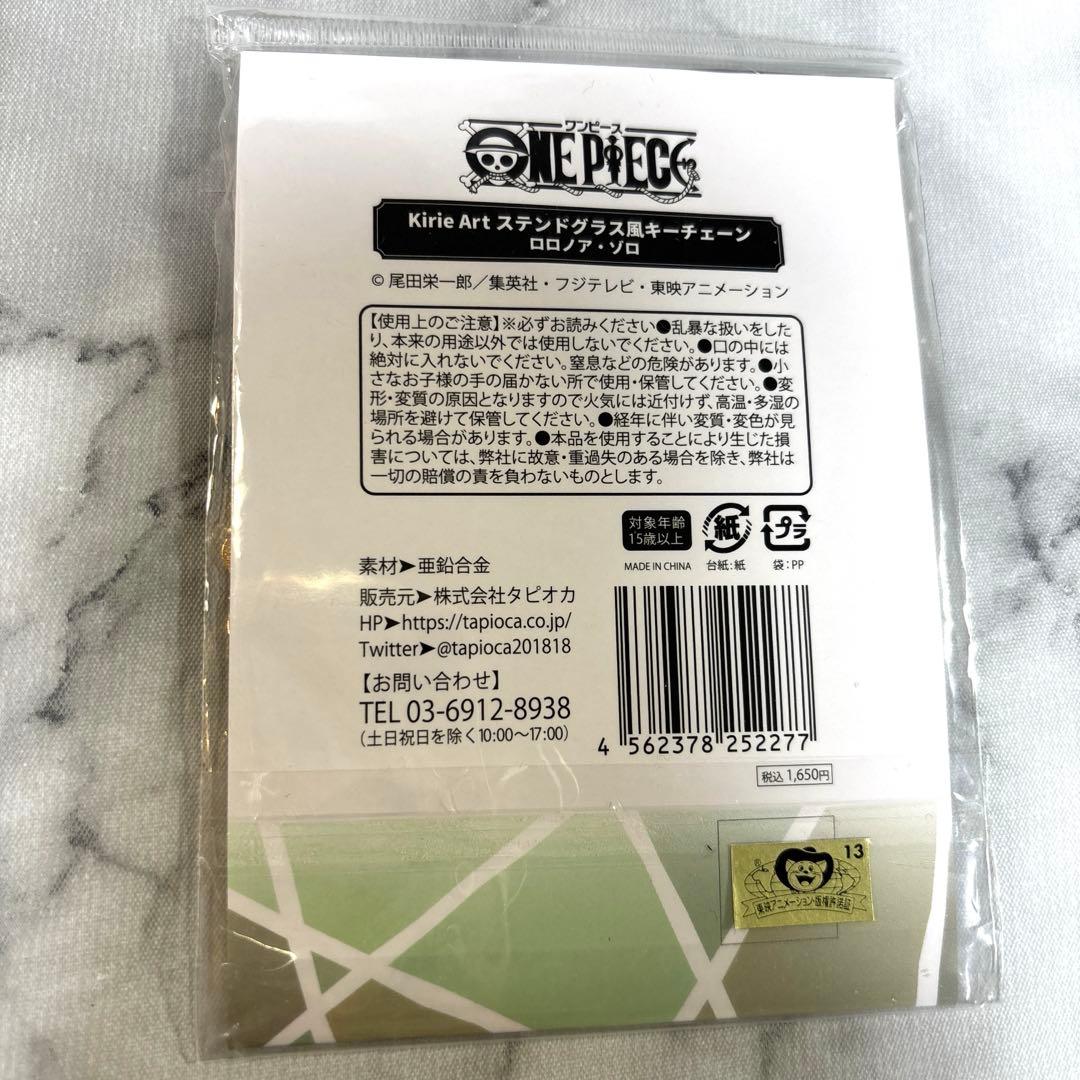 ワンピース
ONE PIECE
Kirie Art ステンドグラス風キーチェーン
ロロノア・ゾロ
© 尾田栄一郎／集英社・フジテレビ・東映アニメーション
【使用上のご注意】※必ずお読みください●乱暴な扱いをした
り、本来の用途以外では使用しないでください。●口の中には
絶対に入れないでください。窒息などの危険があります。●小
さなお子様の手の届かない所で使用・保管してください。●変
形・変質の原因となりますので火気には近付けず、高温・多湿の
場所を避けて保管してください。●経年に伴い変質・変色が見
られる場合があります。●本品を使用することにより生じた損
害については、弊社に故意・重過失のある場合を除き、弊社は
一切の賠償の責を負わないものとします。
対象年齢
15歳以上
紙
プラ
MADE IN CHINA
台紙：紙
袋：PP
素材➤亜鉛合金
販売元➤株式会社タピオカ
HP➤https://tapioca.co.jp/
Twitter➤@tapioca201818
【お問い合わせ】
TEL 03-6912-8938
（土日祝日を除く10:00〜17:00）
4 562378 252277
税込 1,650円
13
®
東映アニメーション・版権許諾証